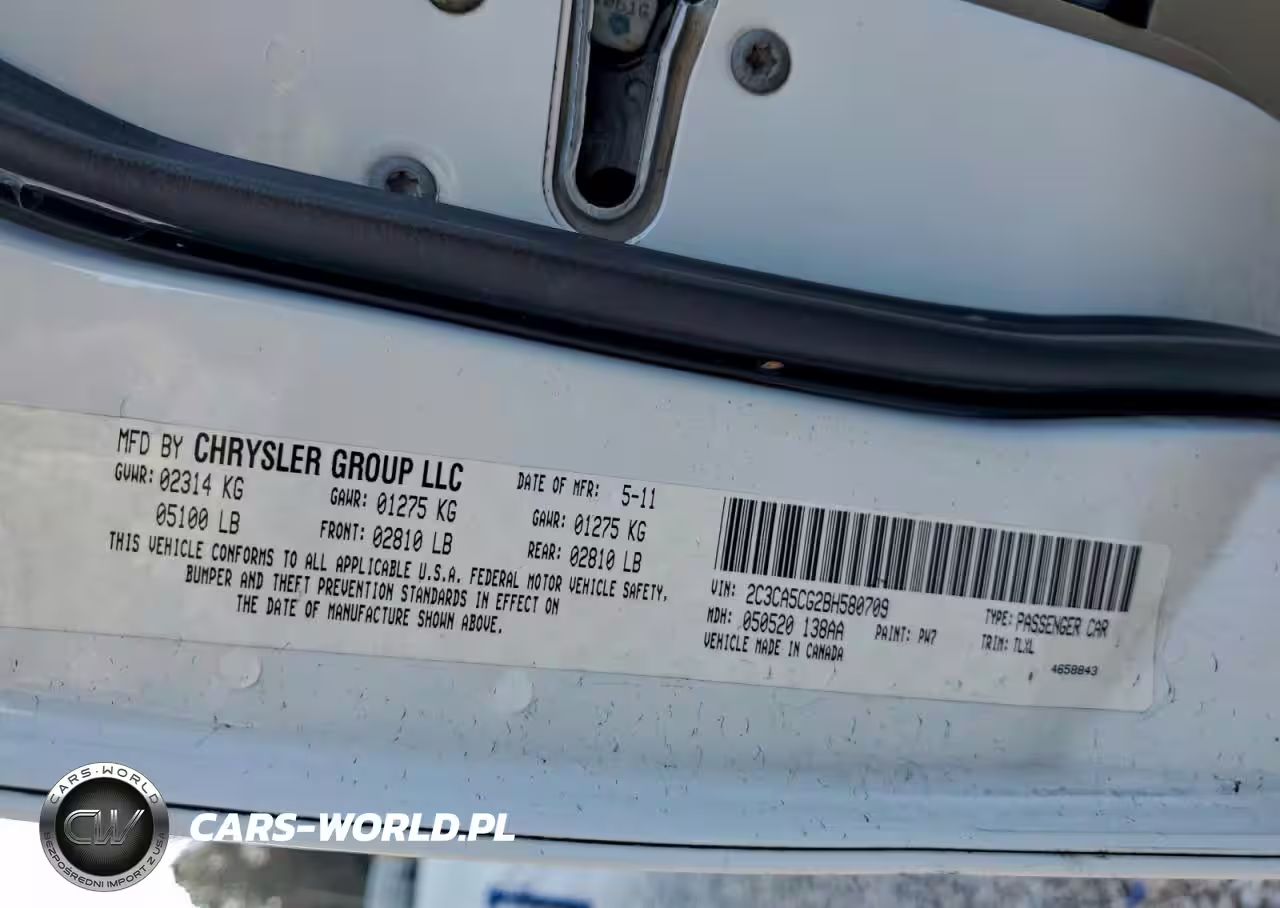 MFD BY CHRYSLER GROUP LLC
DATE OF MFR: 5-11
GVWR: 02314 KG
GAWR: 01275 KG
GAWR: 01275 KG
05100 LB
FRONT: 02810 LB
REAR: 02810 LB
THIS VEHICLE CONFORMS TO ALL APPLICABLE U.S.A. FEDERAL MOTOR VEHICLE SAFETY,
BUMPER AND THEFT PREVENTION STANDARDS IN EFFECT ON
THE DATE OF MANUFACTURE SHOWN ABOVE.
VIN: 2C3CA5CG2BH580709
TYPE: PASSENGER CAR
MDH: 050520 138AA
PAINT: PW7
TRIM: TLXL
VEHICLE MADE IN CANADA
4658843
CARS-WORLD
CW
BEZPOŚREDNI IMPORT Z USA
CARS-WORLD.PL